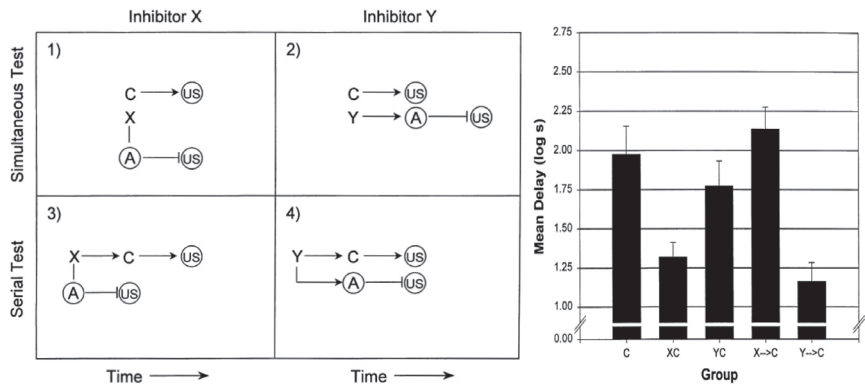 Inhibitor X
Inhibitor Y
Simultaneous Test
Serial Test
1)
C US
X
A US
2)
C US
Y A US
3)
X C US
A US
4)
Y C US
A US
Time
Time
Mean Delay (log s)
2.75
2.50
2.25
2.00
1.75
1.50
1.25
1.00
0.00
C XC YC X-->C Y-->C
Group